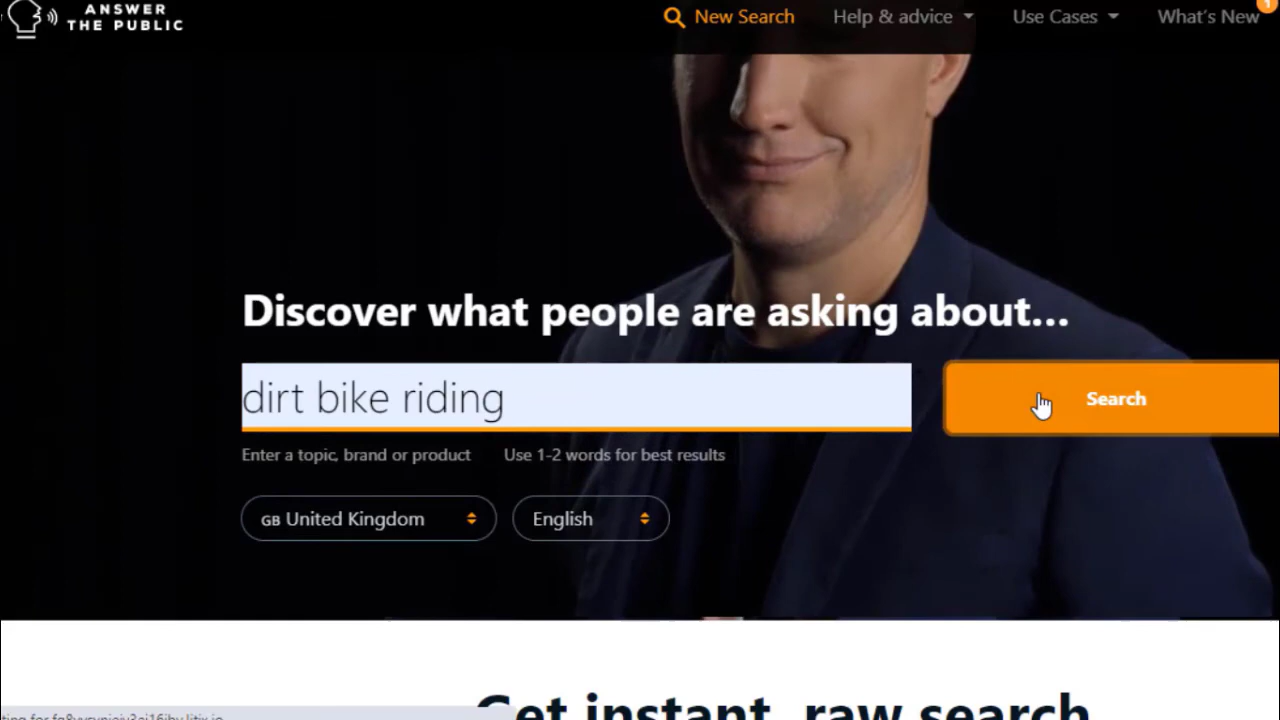 ANSWER
THE PUBLIC
New Search
Help & advice
Use Cases
What's New
1
Discover what people are asking about...
dirt bike riding
Search
Enter a topic, brand or product
Use 1-2 words for best results
GB United Kingdom
English
Get instant, raw search